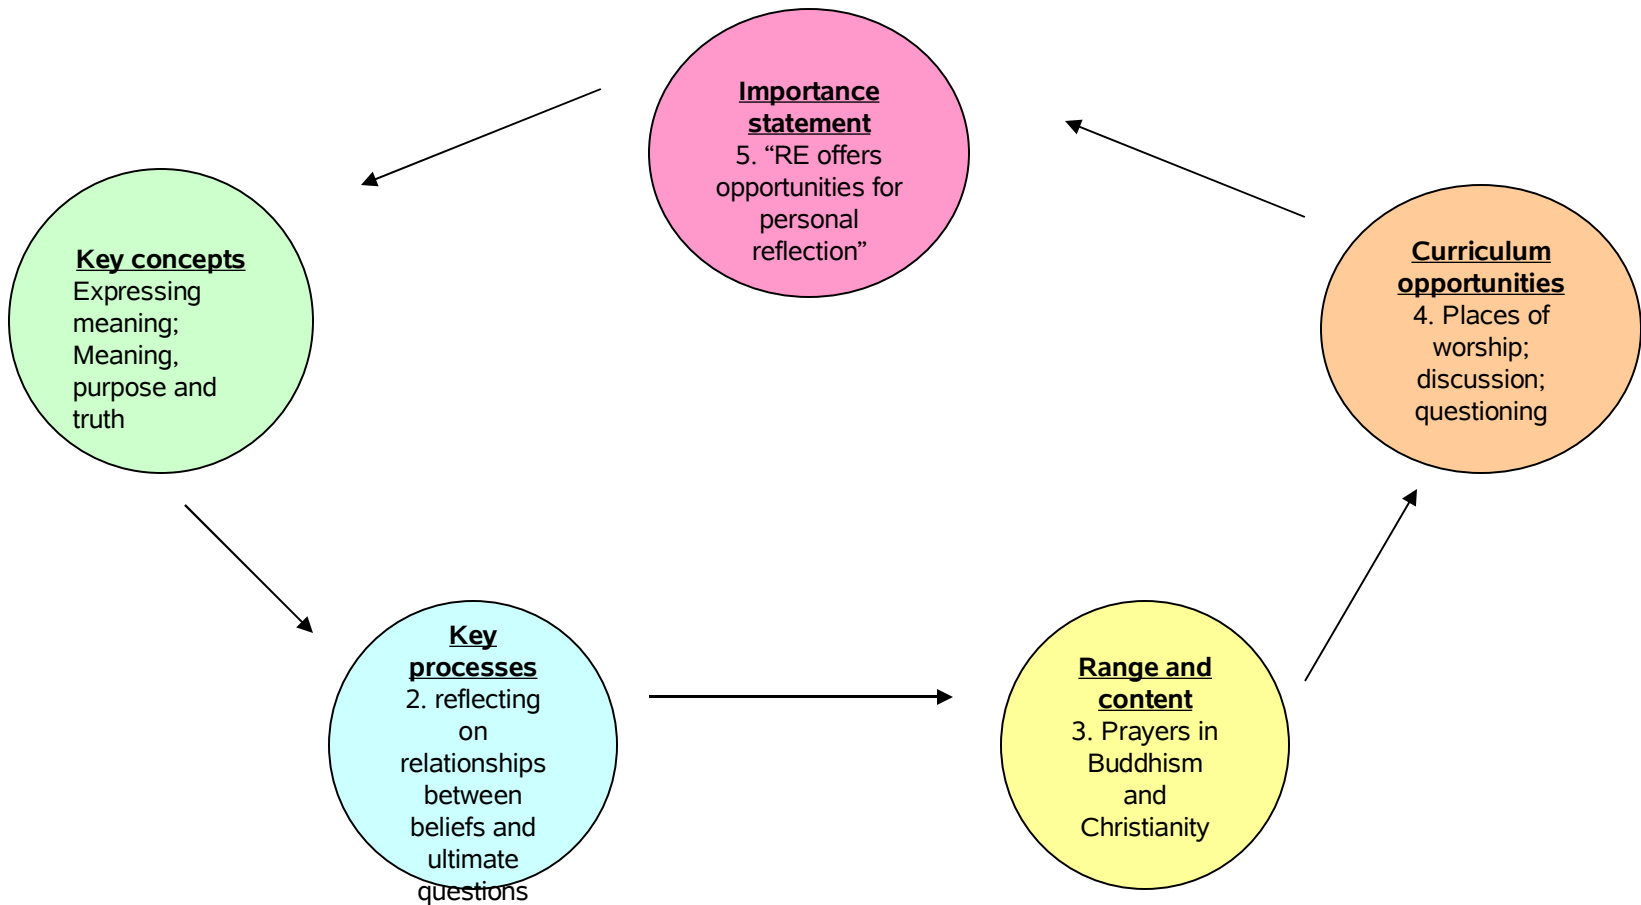 Importance
statement
5. “RE offers
opportunities for
personal
reflection”
Key concepts
Expressing
meaning;
Meaning,
purpose and
truth
Curriculum
opportunities
4. Places of
worship;
discussion;
questioning
Key
processes
2. reflecting
on
relationships
between
beliefs and
ultimate
questions
Range and
content
3. Prayers in
Buddhism
and
Christianity